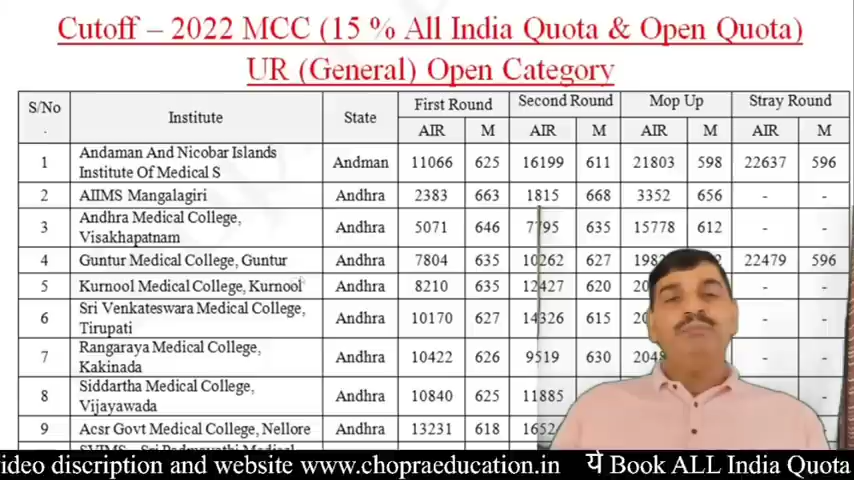 Cutoff – 2022 MCC (15 % All India Quota & Open Quota)
UR (General) Open Category
S/No . Institute State First Round Second Round Mop Up Stray Round
AIR M AIR M AIR M AIR M
1 Andaman And Nicobar Islands Institute Of Medical S Andman 11066 625 16199 611 21803 598 22637 596
2 AIIMS Mangalagiri Andhra 2383 663 1815 668 3352 656 - -
3 Andhra Medical College, Visakhapatnam Andhra 5071 646 7795 635 15778 612 - -
4 Guntur Medical College, Guntur Andhra 7804 635 10262 627 22479 596
5 Kurnool Medical College, Kurnool Andhra 8210 635 12427 620 - -
6 Sri Venkateswara Medical College, Tirupati Andhra 10170 627 14326 615 - -
7 Rangaraya Medical College, Kakinada Andhra 10422 626 9519 630 - -
8 Siddartha Medical College, Vijayawada Andhra 10840 625 11885 - -
9 Acsr Govt Medical College, Nellore Andhra 13231 618 -
ideo discription and website www.chopraeducation.in ये Book ALL India Quota